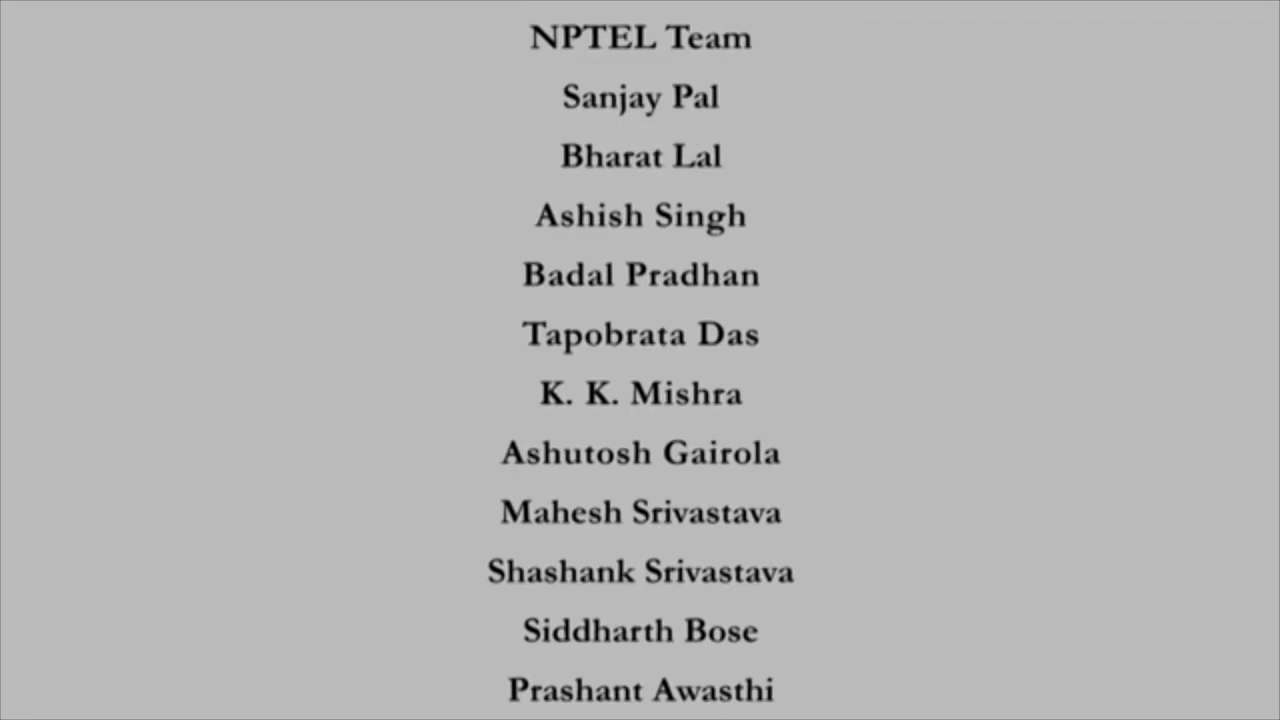 NPTEL Team
Sanjay Pal
Bharat Lal
Ashish Singh
Badal Pradhan
Tapobrata Das
K. K. Mishra
Ashutosh Gairola
Mahesh Srivastava
Shashank Srivastava
Siddharth Bose
Prashant Awasthi